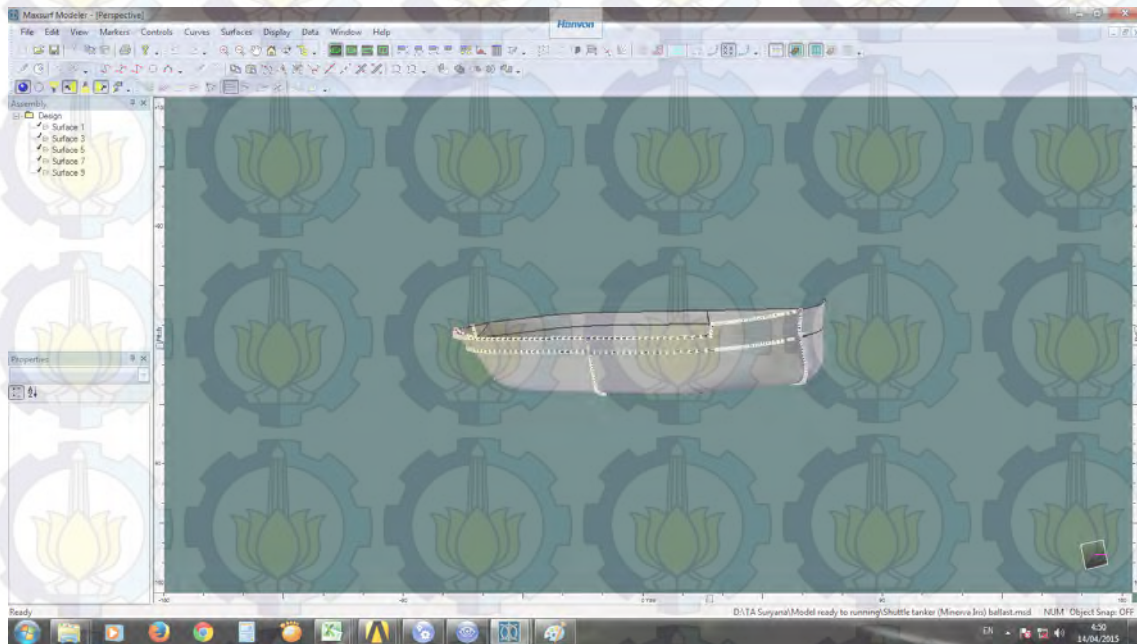 Maxsurf Modeler - [Perspective]
Hanvon
File Edit View Markers Controls Curves Surfaces Display Data Window Help
Assembly
Design
Surface 1
Surface 3
Surface 5
Surface 7
Surface 9
Properties
Ready
D:\TA Suryana\Model ready to running\Shuttle tanker (Minerva Ins) ballast.msd NUM Object Snap: OFF
EN
4:50
14/04/2015